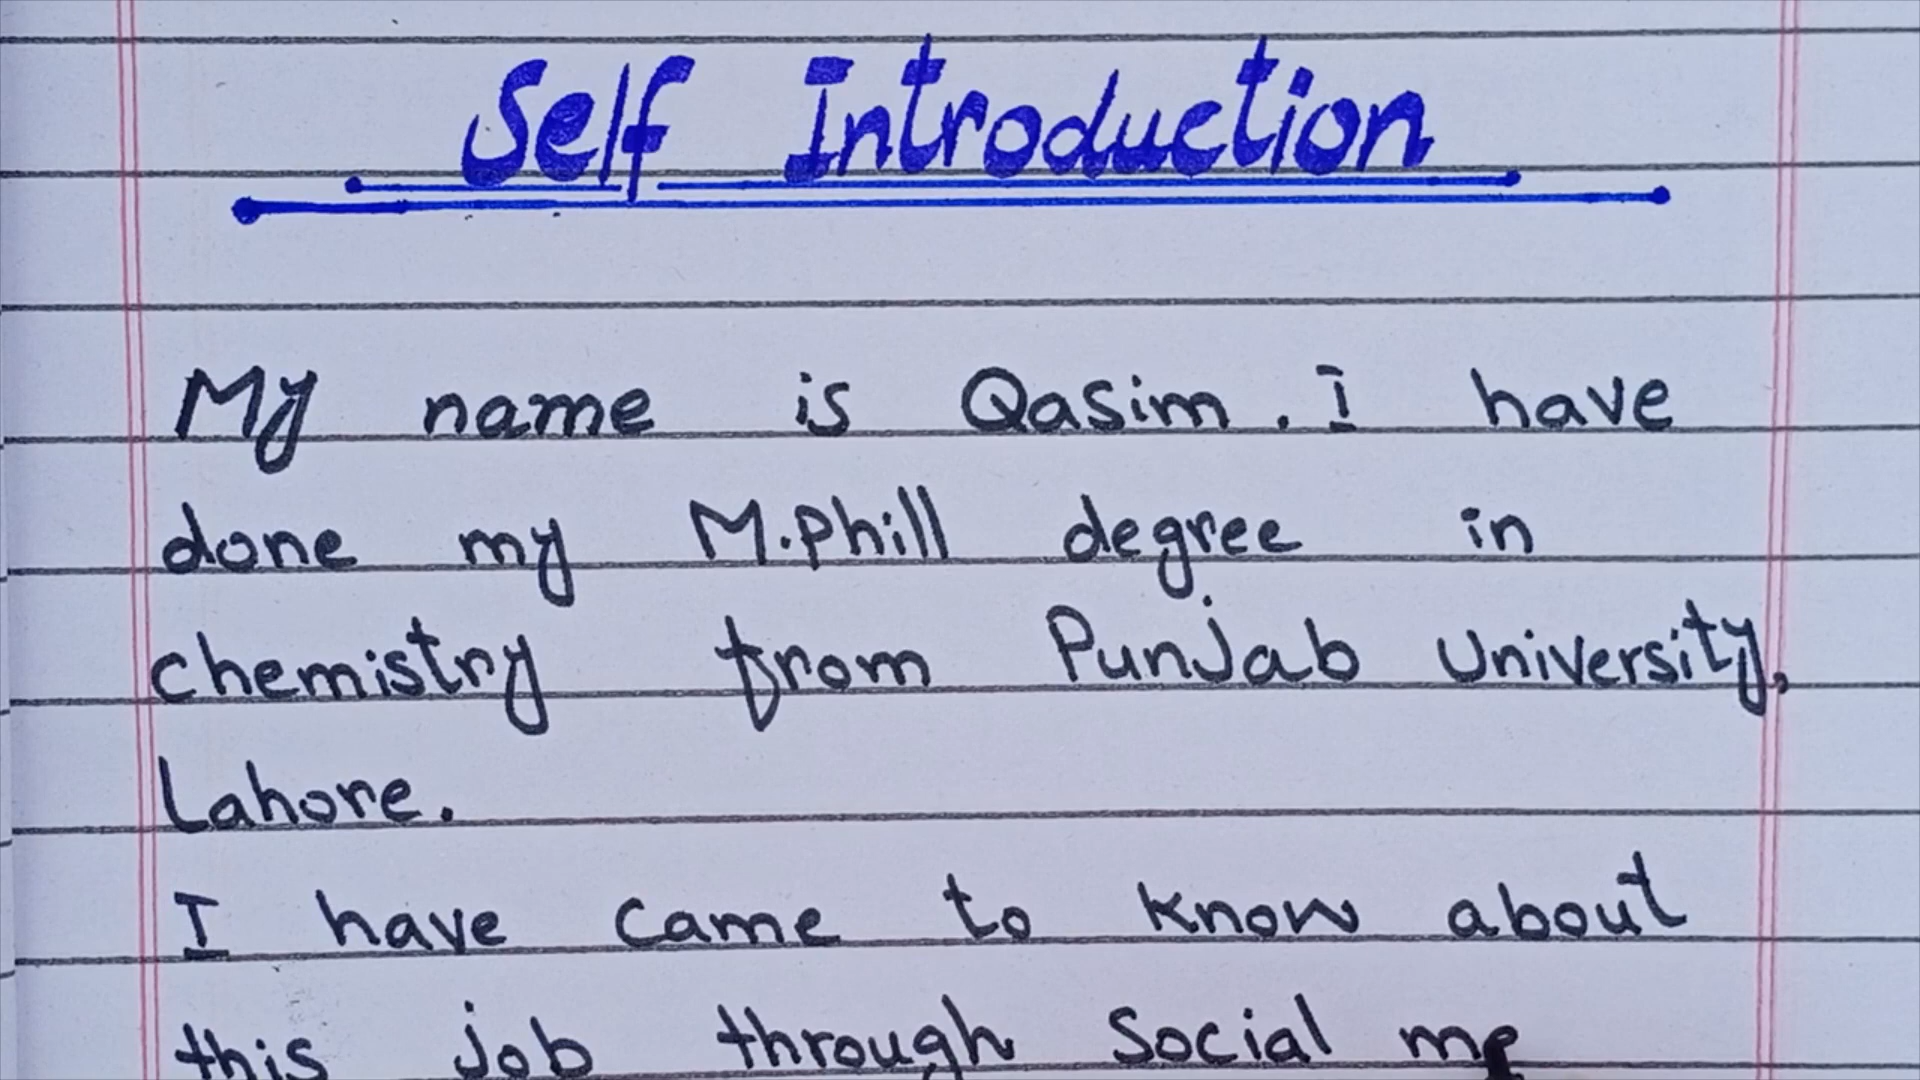 Self Introduction
My name is Qasim. I have
done my M.Phill degree in
chemistry from Punjab University,
Lahore.
I have came to know about
this job through Social me